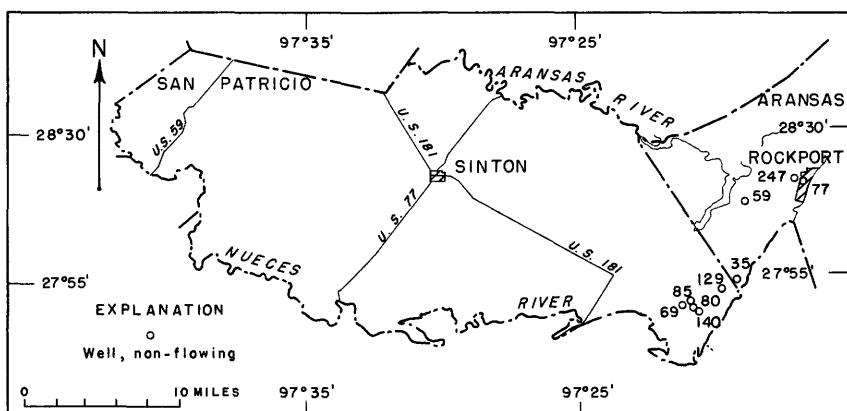 97°35' 97°25'
N
SAN PATRICIO
ARANSAS RIVER
ARANSAS
U.S. 59
U.S. 181
28°30' 28°30'
ROCKPORT
SINTON
247
77
59
U.S. 77
U.S. 181
NUECES RIVER
35
129
27°55' 27°55'
85
80
69
140
EXPLANATION
Well, non-flowing
0 10 MILES
97°35' 97°25'